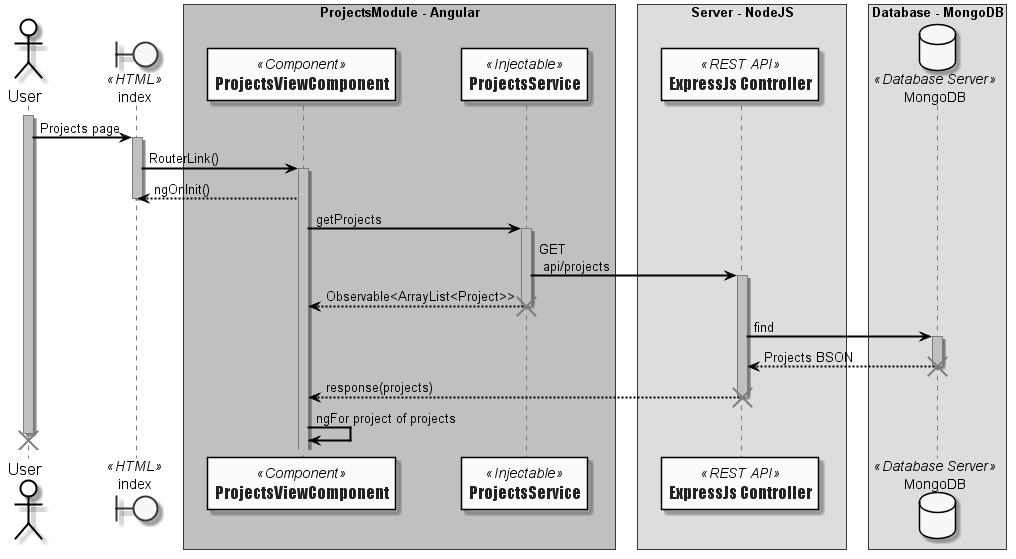 ProjectsModule - Angular
Server - NodeJS
Database - MongoDB
User
«HTML»
index
«Component»
ProjectsViewComponent
«Injectable»
ProjectsService
«REST API»
ExpressJs Controller
«Database Server»
MongoDB
Projects page
RouterLink()
ngOnInit()
getProjects
GET
api/projects
Observable<ArrayList<Project>>
find
Projects BSON
response(projects)
ngFor project of projects
User
«HTML»
index
«Component»
ProjectsViewComponent
«Injectable»
ProjectsService
«REST API»
ExpressJs Controller
«Database Server»
MongoDB